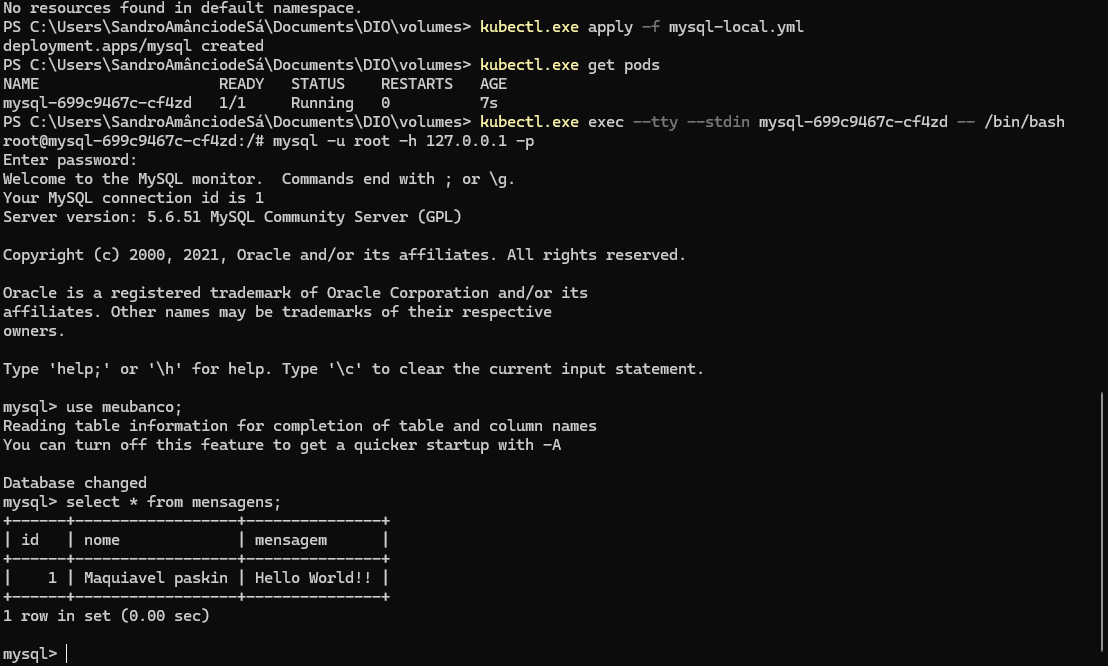 No resources found in default namespace.
PS C:\Users\SandroAmânciodeSá\Documents\DIO\volumes> kubectl.exe apply -f mysql-local.yml
deployment.apps/mysql created
PS C:\Users\SandroAmânciodeSá\Documents\DIO\volumes> kubectl.exe get pods
NAME                    READY   STATUS    RESTARTS   AGE
mysql-699c9467c-cf4zd   1/1     Running   0          7s
PS C:\Users\SandroAmânciodeSá\Documents\DIO\volumes> kubectl.exe exec --tty --stdin mysql-699c9467c-cf4zd -- /bin/bash
root@mysql-699c9467c-cf4zd:/# mysql -u root -h 127.0.0.1 -p
Enter password:
Welcome to the MySQL monitor.  Commands end with ; or \g.
Your MySQL connection id is 1
Server version: 5.6.51 MySQL Community Server (GPL)

Copyright (c) 2000, 2021, Oracle and/or its affiliates. All rights reserved.

Oracle is a registered trademark of Oracle Corporation and/or its
affiliates. Other names may be trademarks of their respective
owners.

Type 'help;' or '\h' for help. Type '\c' to clear the current input statement.

mysql> use meubanco;
Reading table information for completion of table and column names
You can turn off this feature to get a quicker startup with -A

Database changed
mysql> select * from mensagens;
+------+------------------+---------------+
| id   | nome             | mensagem      |
+------+------------------+---------------+
|    1 | Maquiavel paskin | Hello World!! |
+------+------------------+---------------+
1 row in set (0.00 sec)

mysql>